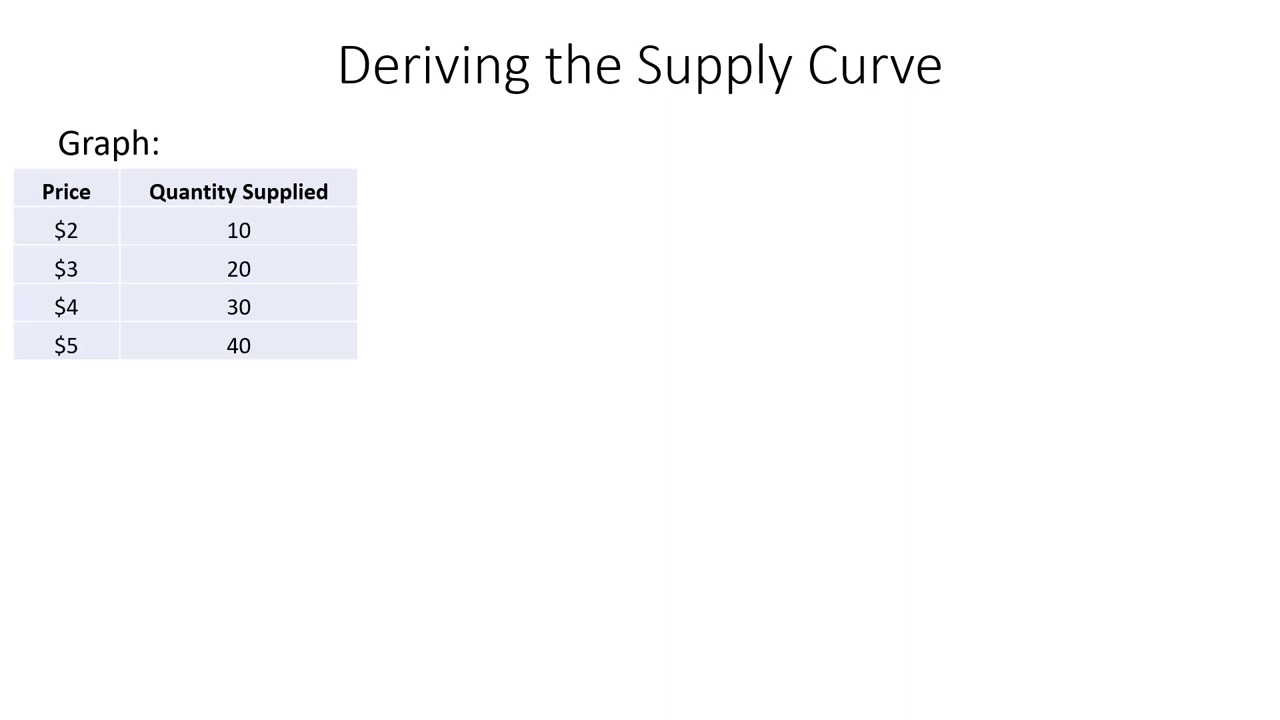 Deriving the Supply Curve
Graph:
Price Quantity Supplied
$2 10
$3 20
$4 30
$5 40